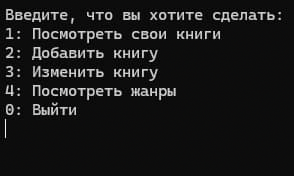 Введите, что вы хотите сделать:
1: Посмотреть свои книги
2: Добавить книгу
3: Изменить книгу
4: Посмотреть жанры
0: Выйти